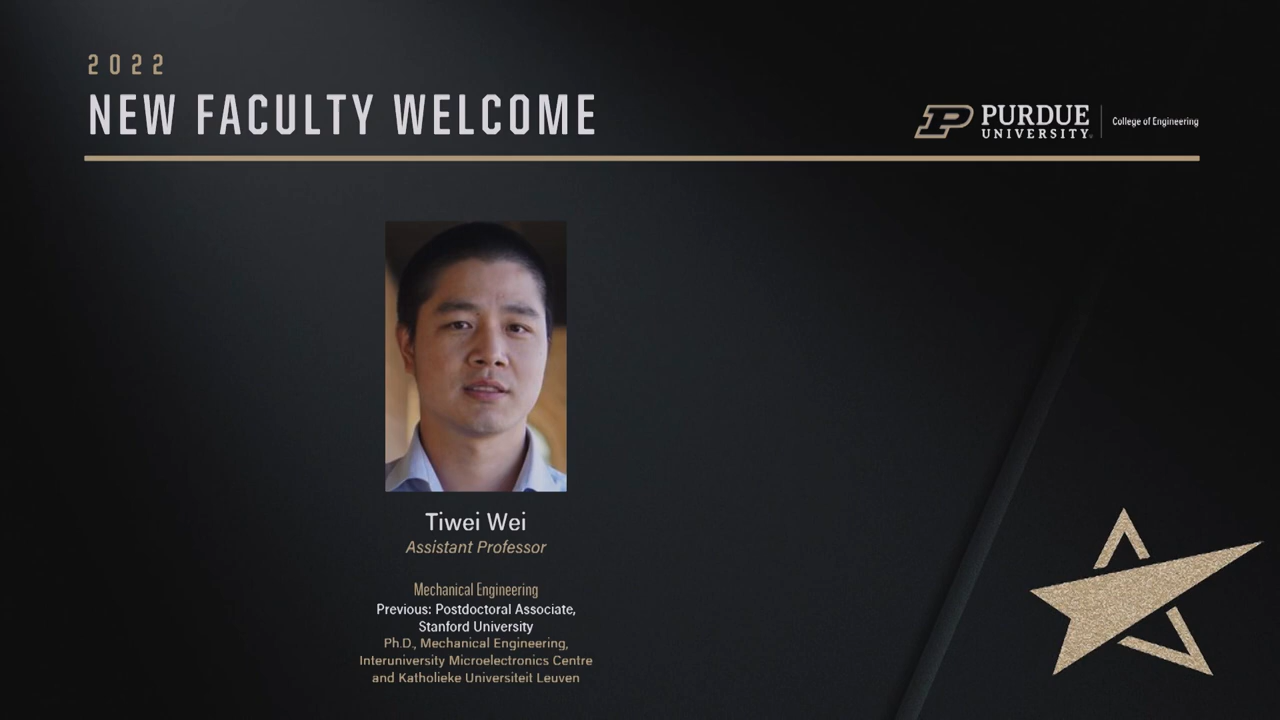 2022
NEW FACULTY WELCOME
P PURDUE
UNIVERSITY®
College of Engineering
Tiwei Wei
Assistant Professor
Mechanical Engineering
Previous: Postdoctoral Associate,
Stanford University
Ph.D., Mechanical Engineering,
Interuniversity Microelectronics Centre
and Katholieke Universiteit Leuven